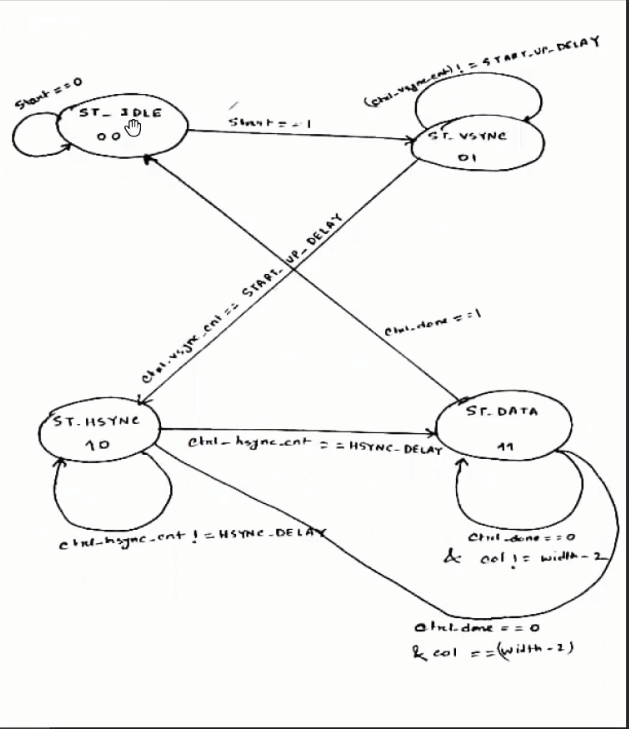 (ctrl_vsync_cnt) != START_UP_DELAY
Start==0
ST_IDLE
00
Start==1
ST_VSYNC
01
Ctrl_vsync_cnt == START_UP_DELAY
Ctrl_done ==1
ST_HSYNC
10
ST_DATA
11
Ctrl_hsync_cnt == HSYNC_DELAY
Ctrl_hsync_cnt != HSYNC_DELAY
Ctrl_done==0
& col != width-2
Ctrl_done == 0
& col ==(width-2)